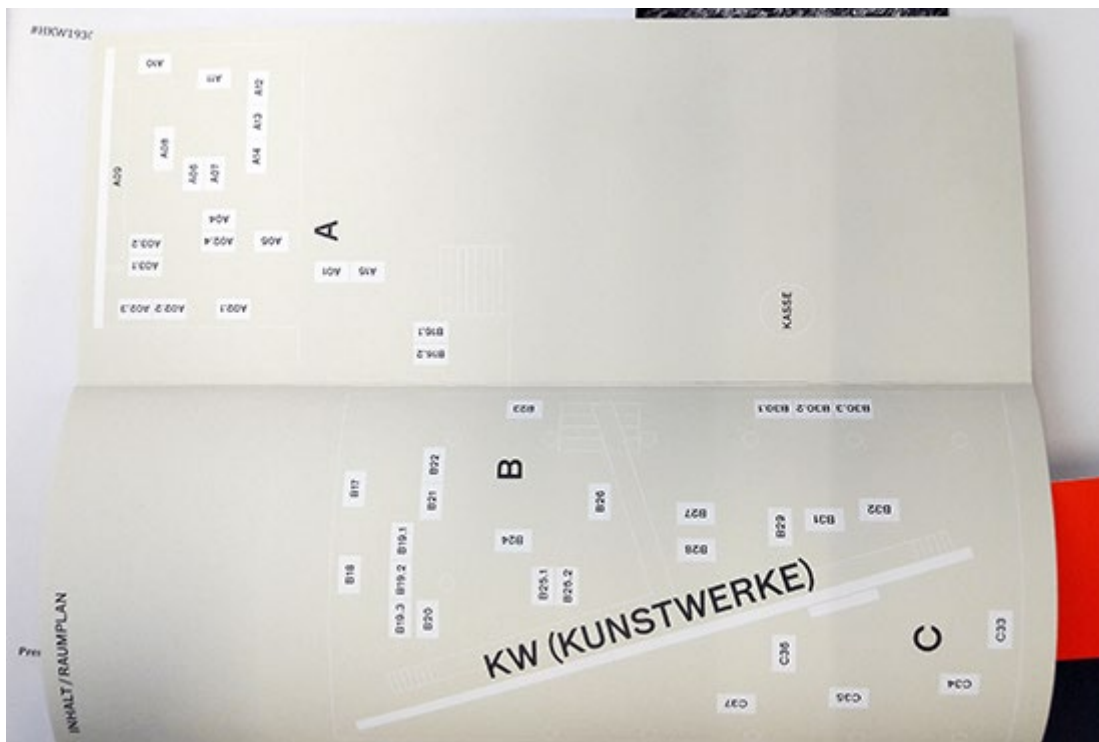 #HKW193
A10
A11
A12
A13
A14
A08
A09
A06
A07
A04
A02.4
A05
A03.2
A03.1
A
A01
A15
A02.3
A02.2
A02.1
B16.1
B16.2
KASSE
B23
B30.1
B30.2
B30.3
B22
B21
B
B17
B26
B27
B29
B31
B32
B19.1
B24
B28
B18
B19.2
B25.1
B25.2
B19.3
B20
KW (KUNSTWERKE)
C
C33
C36
C34
C35
C37
INHALT / RAUMPLAN